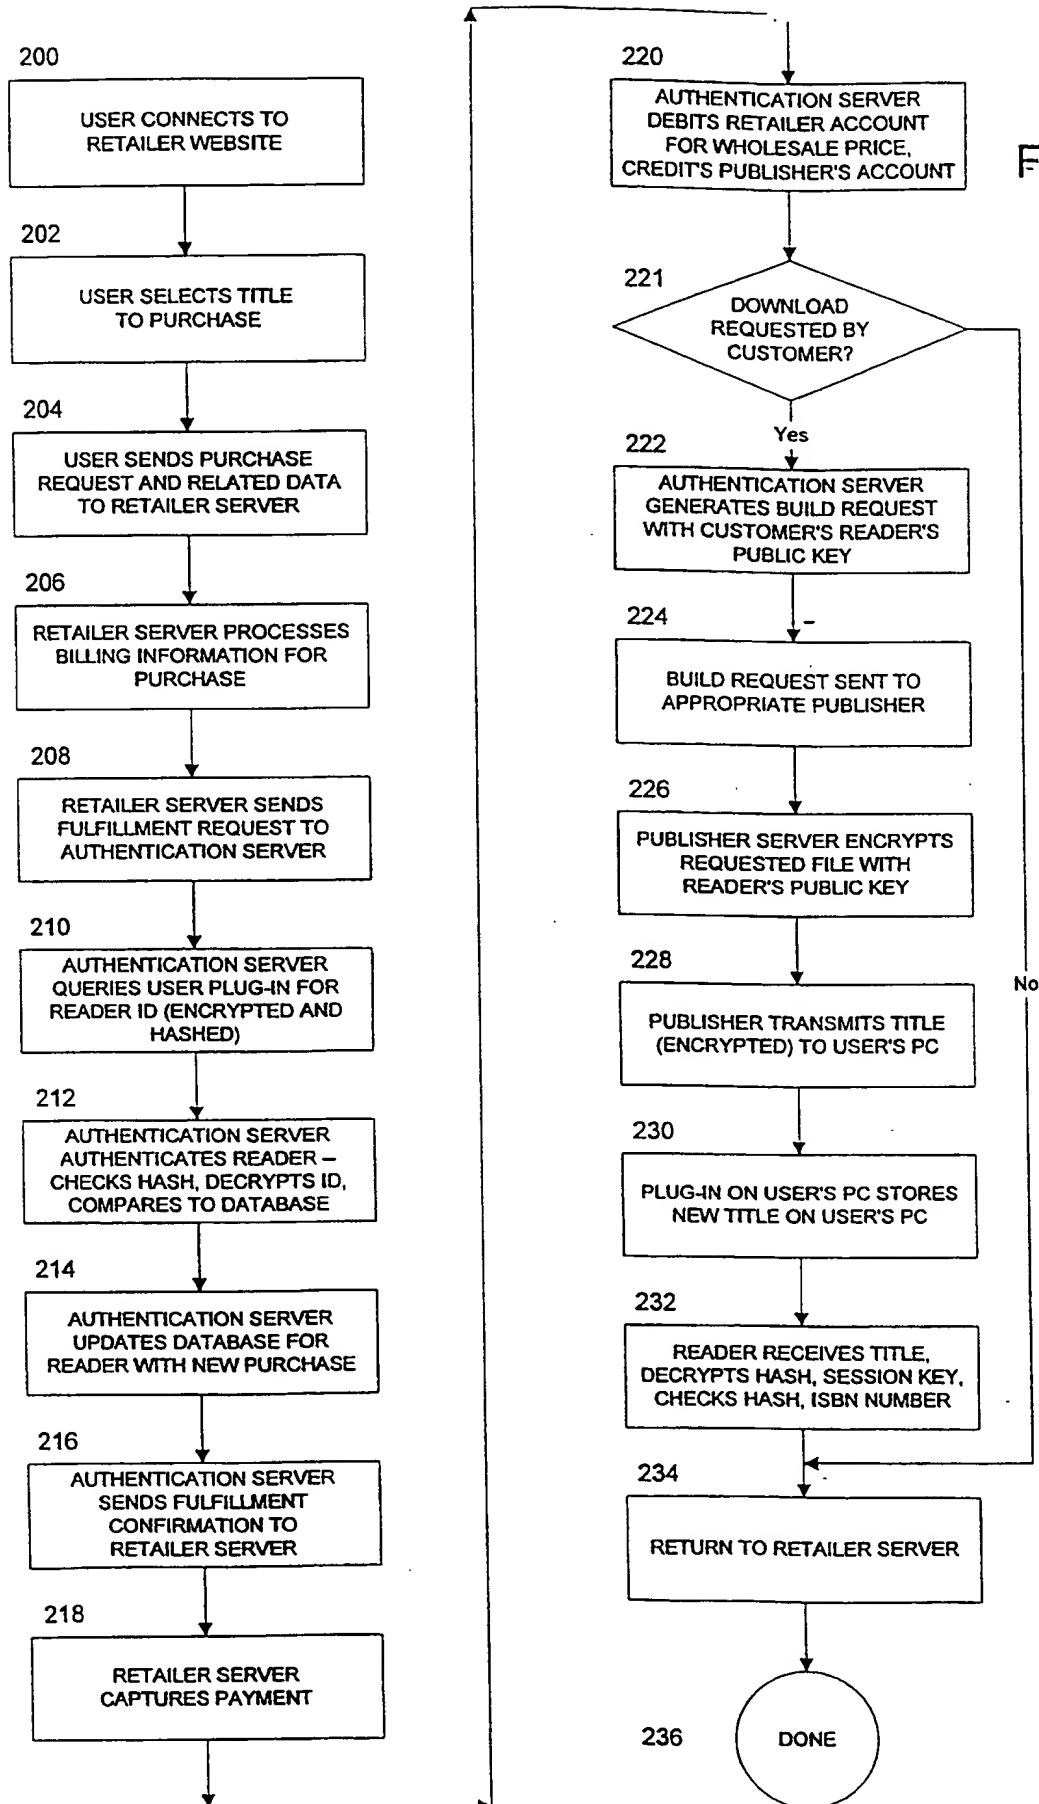 200
USER CONNECTS TO
RETAILER WEBSITE
202
USER SELECTS TITLE
TO PURCHASE
204
USER SENDS PURCHASE
REQUEST AND RELATED DATA
TO RETAILER SERVER
206
RETAILER SERVER PROCESSES
BILLING INFORMATION FOR
PURCHASE
208
RETAILER SERVER SENDS
FULFILLMENT REQUEST TO
AUTHENTICATION SERVER
210
AUTHENTICATION SERVER
QUERIES USER PLUG-IN FOR
READER ID (ENCRYPTED AND
HASHED)
212
AUTHENTICATION SERVER
AUTHENTICATES READER –
CHECKS HASH, DECRYPTS ID,
COMPARES TO DATABASE
214
AUTHENTICATION SERVER
UPDATES DATABASE FOR
READER WITH NEW PURCHASE
216
AUTHENTICATION SERVER
SENDS FULFILLMENT
CONFIRMATION TO
RETAILER SERVER
218
RETAILER SERVER
CAPTURES PAYMENT
220
AUTHENTICATION SERVER
DEBITS RETAILER ACCOUNT
FOR WHOLESALE PRICE,
CREDIT'S PUBLISHER'S ACCOUNT
221
DOWNLOAD
REQUESTED BY
CUSTOMER?
Yes
222
AUTHENTICATION SERVER
GENERATES BUILD REQUEST
WITH CUSTOMER'S READER'S
PUBLIC KEY
224
BUILD REQUEST SENT TO
APPROPRIATE PUBLISHER
226
PUBLISHER SERVER ENCRYPTS
REQUESTED FILE WITH
READER'S PUBLIC KEY
228
No
PUBLISHER TRANSMITS TITLE
(ENCRYPTED) TO USER'S PC
230
PLUG-IN ON USER'S PC STORES
NEW TITLE ON USER'S PC
232
READER RECEIVES TITLE,
DECRYPTS HASH, SESSION KEY,
CHECKS HASH, ISBN NUMBER
234
RETURN TO RETAILER SERVER
236
DONE